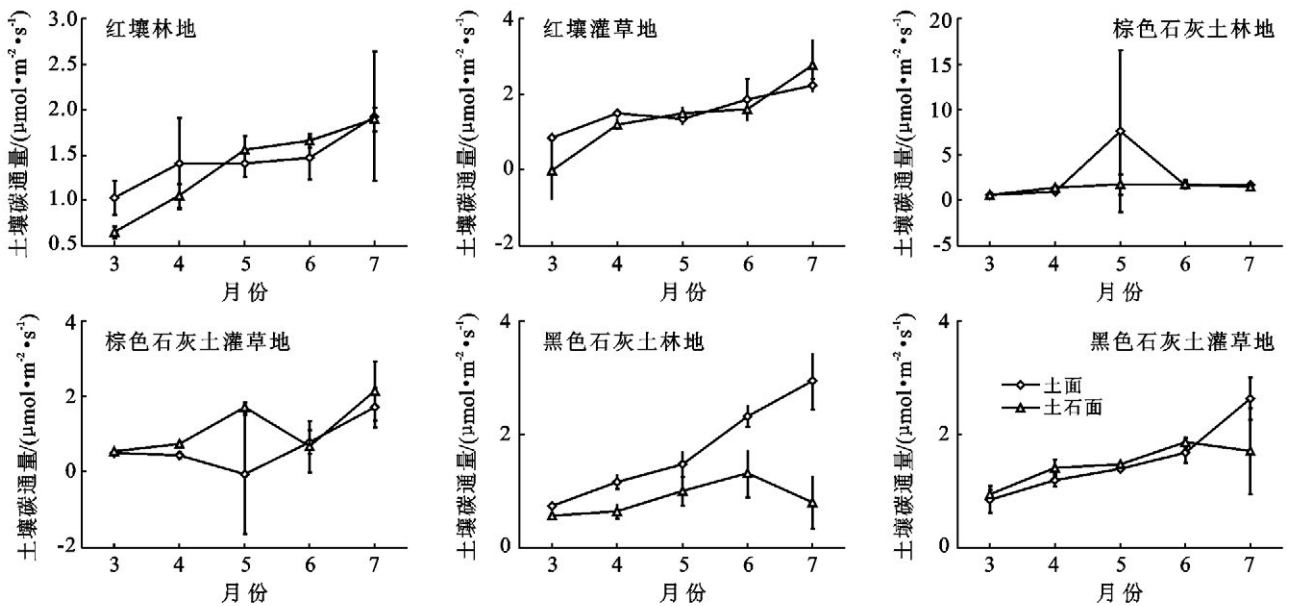 红壤林地
土壤碳通量/(μmol•m⁻²•s⁻¹)
3.0
2.5
2.0
1.5
1.0
0.5
3 4 5 6 7
月份
红壤灌草地
土壤碳通量/(μmol•m⁻²•s⁻¹)
4
2
0
-2
3 4 5 6 7
月份
棕色石灰土林地
土壤碳通量/(μmol•m⁻²•s⁻¹)
20
15
10
5
0
-5
3 4 5 6 7
月份
棕色石灰土灌草地
土壤碳通量/(μmol•m⁻²•s⁻¹)
4
2
0
-2
3 4 5 6 7
月份
黑色石灰土林地
土壤碳通量/(μmol•m⁻²•s⁻¹)
4
2
0
3 4 5 6 7
月份
黑色石灰土灌草地
土面
土石面
土壤碳通量/(μmol•m⁻²•s⁻¹)
4
2
0
3 4 5 6 7
月份